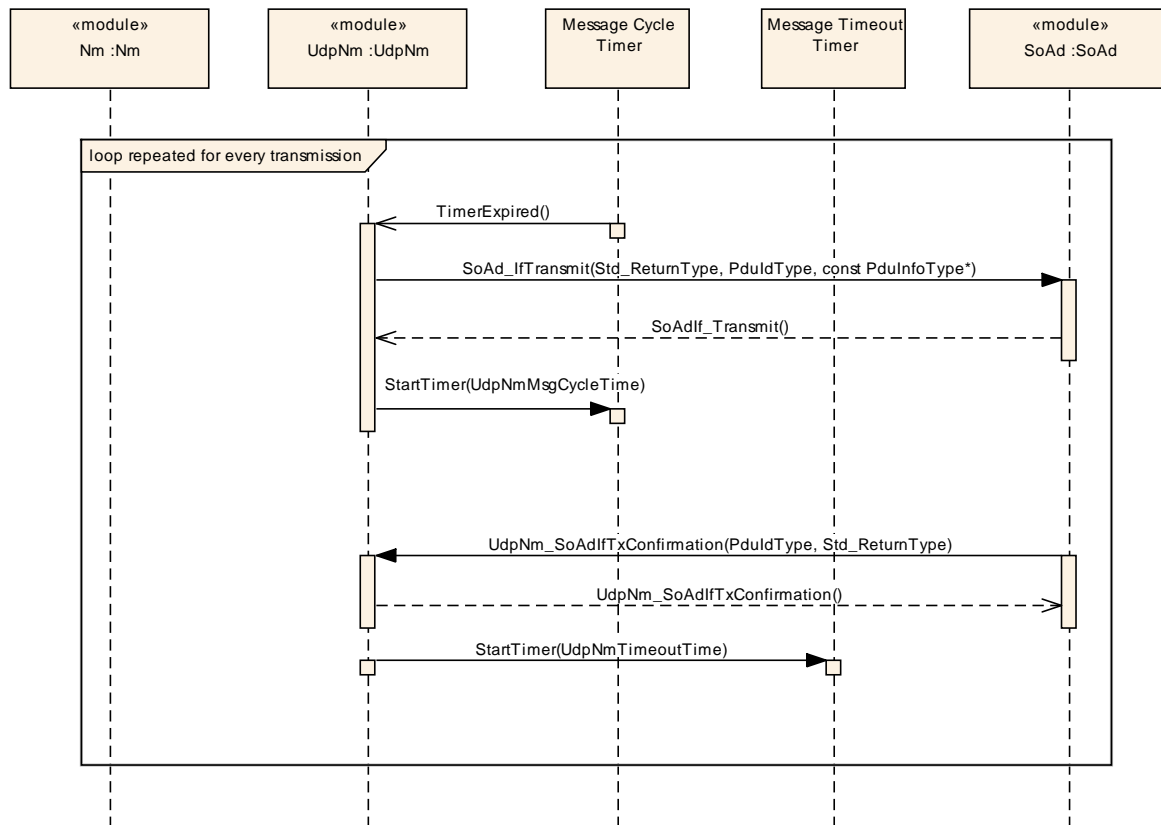 «module»
Nm :Nm
«module»
UdpNm :UdpNm
Message Cycle
Timer
Message Timeout
Timer
«module»
SoAd :SoAd
loop repeated for every transmission
TimerExpired()
SoAd_IfTransmit(Std_ReturnType, PduIdType, const PduInfoType*)
SoAdIf_Transmit()
StartTimer(UdpNmMsgCycleTime)
UdpNm_SoAdIfTxConfirmation(PduIdType, Std_ReturnType)
UdpNm_SoAdIfTxConfirmation()
StartTimer(UdpNmTimeoutTime)